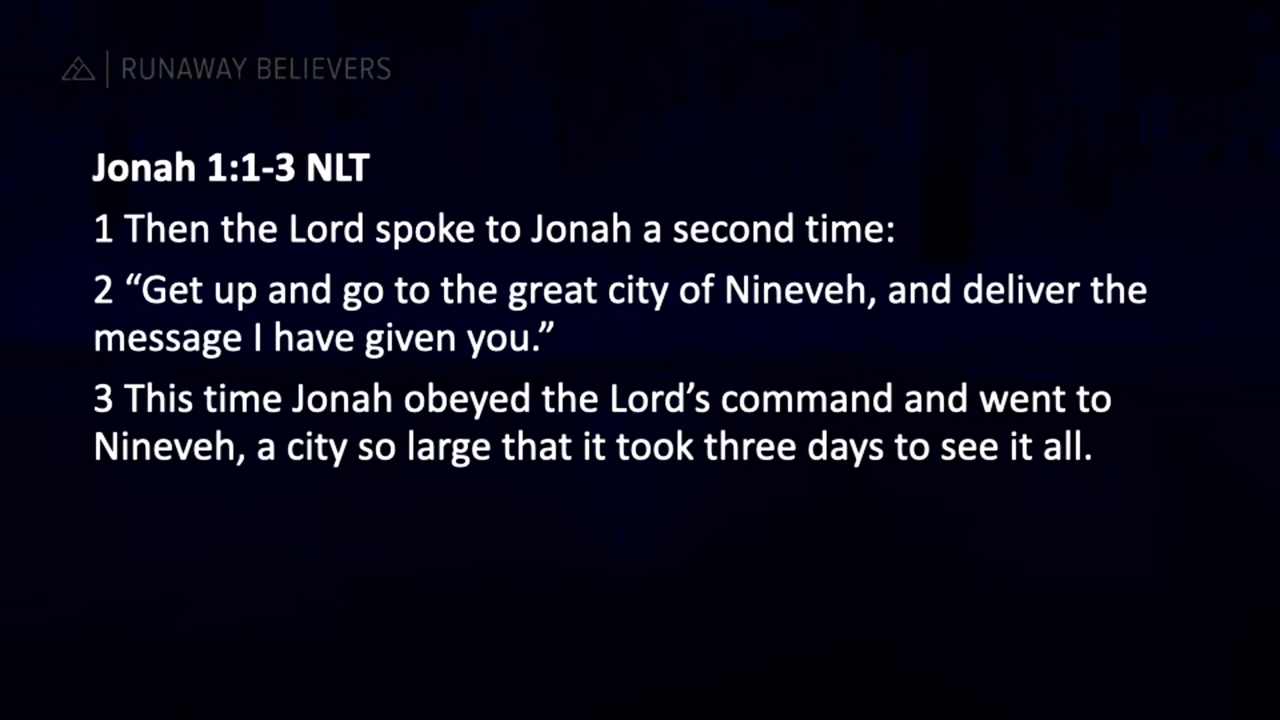 RUNAWAY BELIEVERS
Jonah 1:1-3 NLT
1 Then the Lord spoke to Jonah a second time:
2 “Get up and go to the great city of Nineveh, and deliver the
message I have given you.”
3 This time Jonah obeyed the Lord’s command and went to
Nineveh, a city so large that it took three days to see it all.